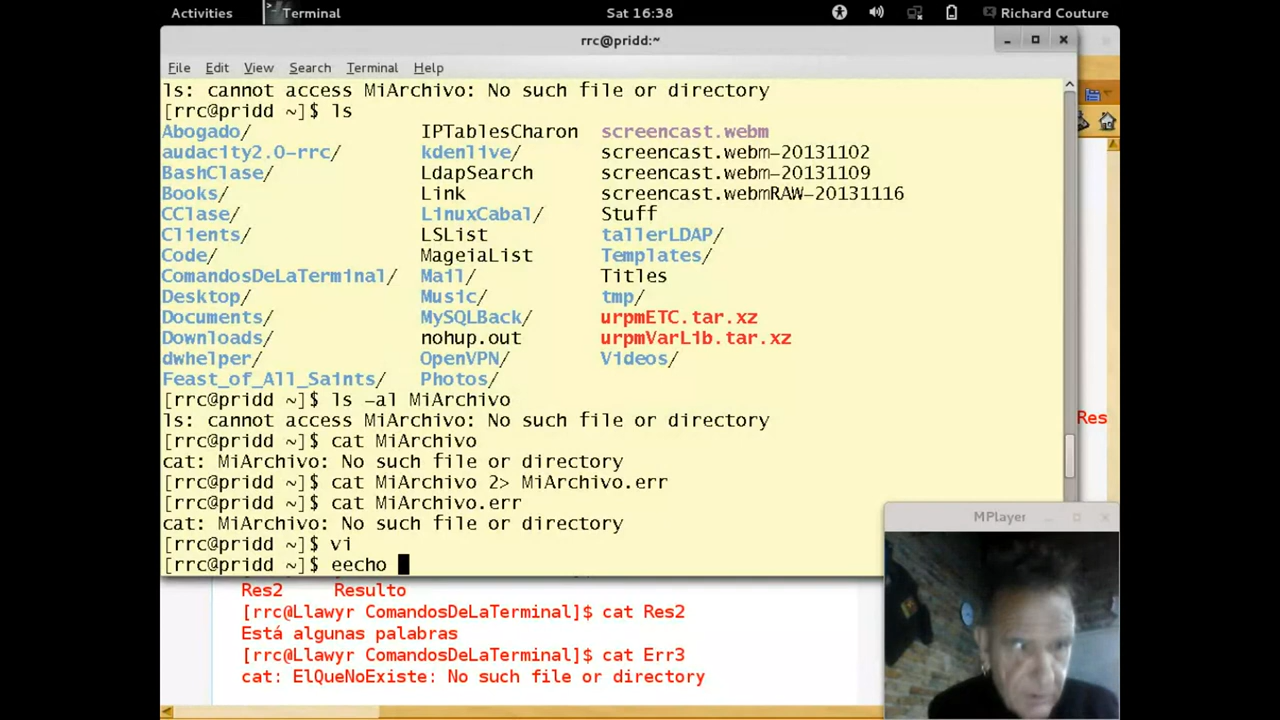 Activities Terminal Sat 16:38 Richard Couture
rrc@pridd:~
File Edit View Search Terminal Help
ls: cannot access MiArchivo: No such file or directory
[rrc@pridd ~]$ ls
Abogado/ IPTablesCharon screencast.webm
audacity2.0-rrc/ kdenlive/ screencast.webm-20131102
BashClase/ LdapSearch screencast.webm-20131109
Books/ Link screencast.webmRAW-20131116
CClase/ LinuxCabal/ Stuff
Clients/ LSList tallerLDAP/
Code/ MageiaList Templates/
ComandosDeLaTerminal/ Mail/ Titles
Desktop/ Music/ tmp/
Documents/ MySQLBack/ urpmETC.tar.xz
Downloads/ nohup.out urpmVarLib.tar.xz
dwhelper/ OpenVPN/ Videos/
Feast_of_All_Saints/ Photos/
[rrc@pridd ~]$ ls -al MiArchivo
ls: cannot access MiArchivo: No such file or directory
Res
[rrc@pridd ~]$ cat MiArchivo
cat: MiArchivo: No such file or directory
[rrc@pridd ~]$ cat MiArchivo 2> MiArchivo.err
[rrc@pridd ~]$ cat MiArchivo.err
cat: MiArchivo: No such file or directory
MPlayer
[rrc@pridd ~]$ vi
[rrc@pridd ~]$ eecho
Res2 Resulto
[rrc@Llawyr ComandosDeLaTerminal]$ cat Res2
Está algunas palabras
[rrc@Llawyr ComandosDeLaTerminal]$ cat Err3
cat: ElQueNoExiste: No such file or directory